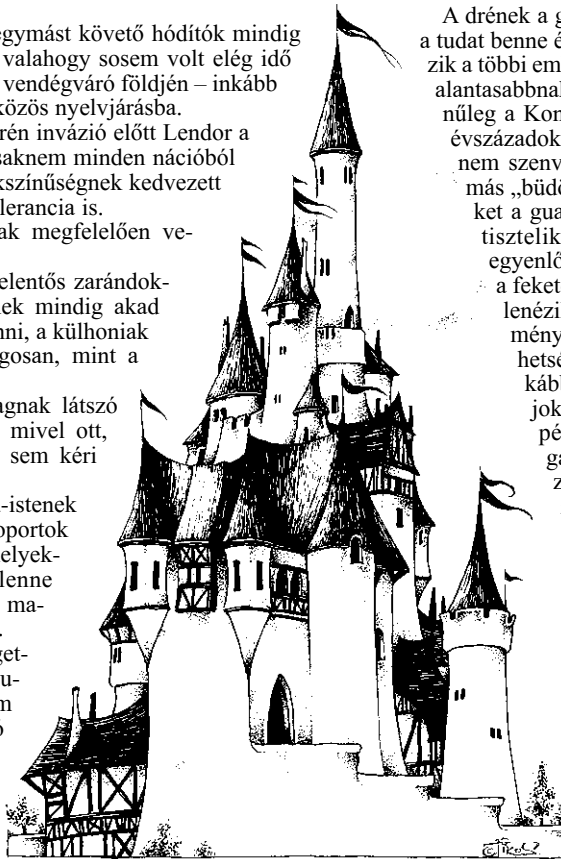 egymást követő hódítók mindig
valahogy sosem volt elég idő
vendégváró földjén – inkább
közös nyelvjárásba.
rén invázió előtt Lendor a
saknem minden nációból
kszínűségnek kedvezett
lerancia is.
ak megfelelően ve-
elentős zarándok-
nek mindig akad
nni, a külhoniak
gosan, mint a
agnak látszó
mivel ott,
sem kéri
-istenek
oportok
elyek-
lenne
ma-
get-
u-
m
ó
A drének a g
a tudat benne é
zik a többi em
alantasabbnal
nűleg a Kon
évszázadok
nem szenv
más „büdö
ket a gua
tisztelik
egyenlő
a feket
lenézi
mény
hetsé
kább
jok
pé
ga
z